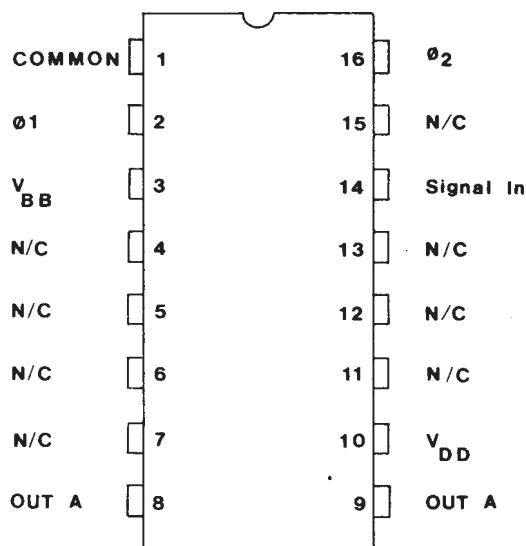 COMMON 1 16 ø2
ø1 2 15 N/C
VBB 3 14 Signal In
N/C 4 13 N/C
N/C 5 12 N/C
N/C 6 11 N/C
N/C 7 10 VDD
OUT A 8 9 OUT A